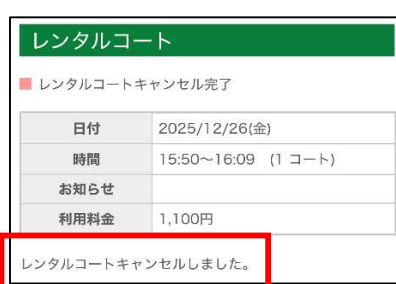 レンタルコート
レンタルコートキャンセル完了
日付 2025/12/26(金)
時間 15:50～16:09 (1 コート)
お知らせ
利用料金 1,100円
レンタルコートキャンセルしました。